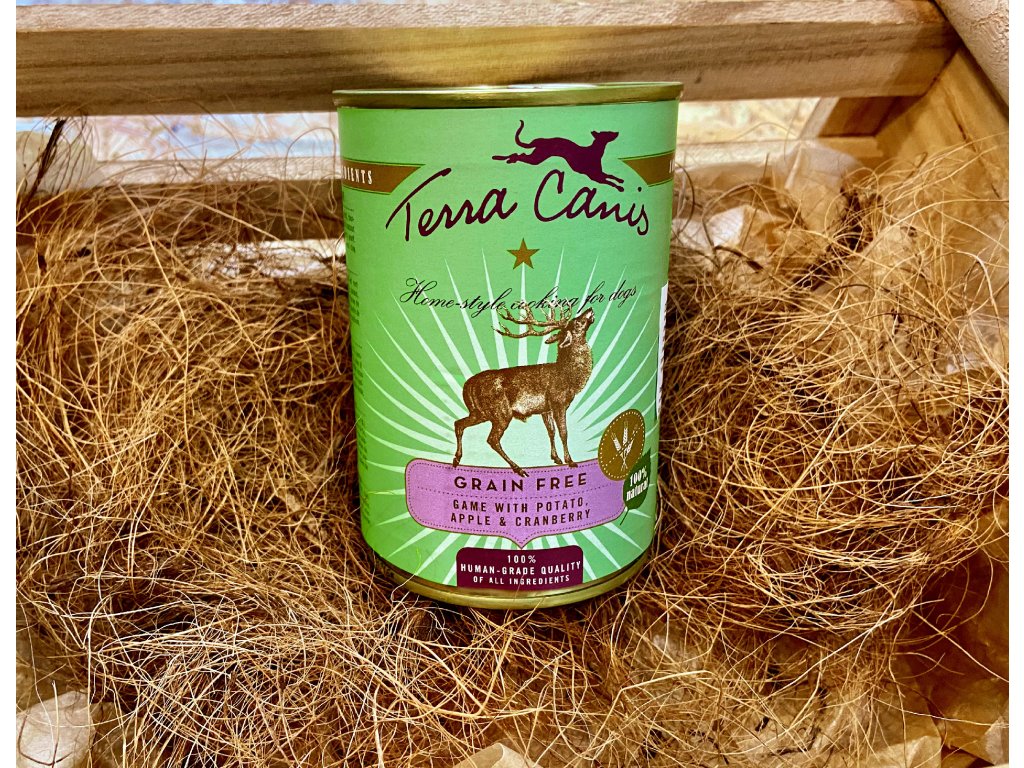 Terra Canis
Home-style cooking for dogs
GRAIN FREE
GAME WITH POTATO,
APPLE & CRANBERRY
100%
natural
100%
HUMAN-GRADE QUALITY
OF ALL INGREDIENTS